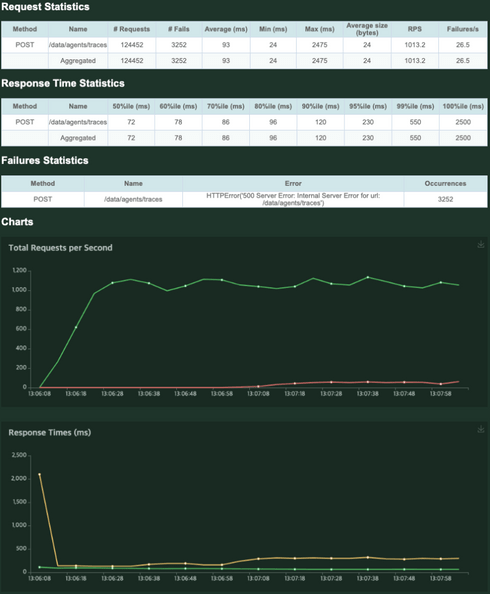 Request Statistics
Method Name # Requests # Fails Average (ms) Min (ms) Max (ms) Average size (bytes) RPS Failures/s
POST /data/agents/traces 124452 3252 93 24 2475 24 1013.2 26.5
Aggregated 124452 3252 93 24 2475 24 1013.2 26.5
Response Time Statistics
Method Name 50%ile (ms) 60%ile (ms) 70%ile (ms) 80%ile (ms) 90%ile (ms) 95%ile (ms) 99%ile (ms) 100%ile (ms)
POST /data/agents/traces 72 78 86 96 120 230 550 2500
Aggregated 72 78 86 96 120 230 550 2500
Failures Statistics
Method Name Error Occurrences
POST /data/agents/traces HTTPError('500 Server Error: Internal Server Error for url: /data/agents/traces') 3252
Charts
Total Requests per Second
1,200
1,000
800
600
400
200
0
13:06:08 13:06:18 13:06:28 13:06:38 13:06:48 13:06:58 13:07:08 13:07:18 13:07:28 13:07:38 13:07:48 13:07:58
Response Times (ms)
2,500
2,000
1,500
1,000
500
0
13:06:08 13:06:18 13:06:28 13:06:38 13:06:48 13:06:58 13:07:08 13:07:18 13:07:28 13:07:38 13:07:48 13:07:58